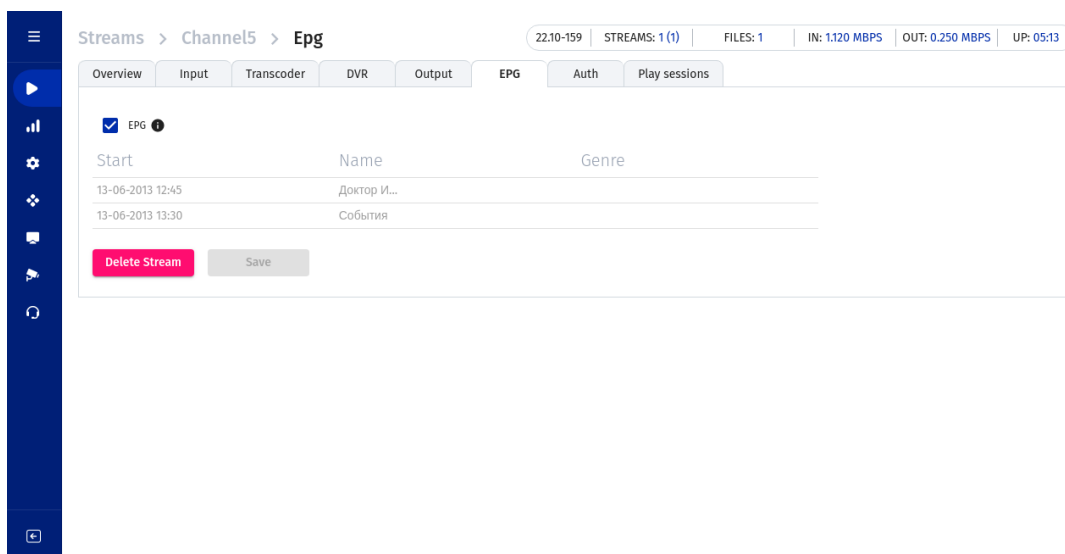 Streams > Channel5 > Epg
22.10-159 STREAMS: 1 (1) FILES: 1 IN: 1.120 MBPS OUT: 0.250 MBPS UP: 05:13
Overview Input Transcoder DVR Output EPG Auth Play sessions
EPG
Start Name Genre
13-06-2013 12:45 Доктор И...
13-06-2013 13:30 События
Delete Stream Save